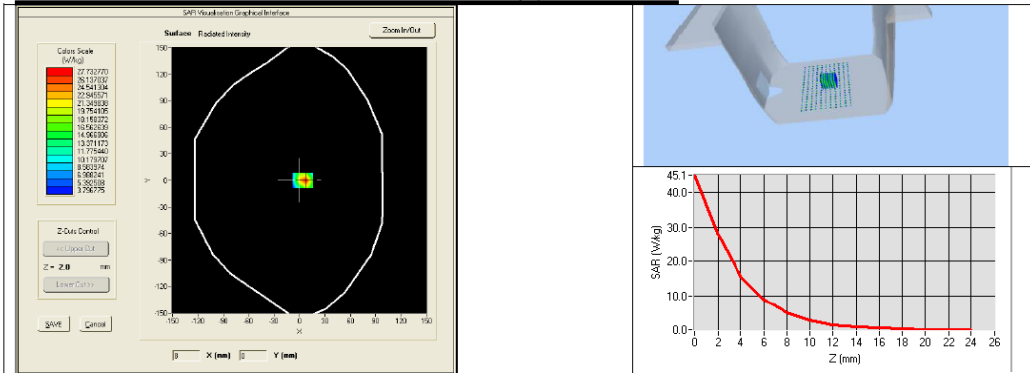 SAR Visualisation Graphical Interface
Surface Radiated Intensity
Zoom In/Out
Colors Scale
(W/kg)
27.732770
26.137037
24.541304
22.945571
21.349838
19.754105
18.158372
16.562639
14.966906
13.371173
11.775440
10.179707
8.583974
6.988241
5.392508
3.796775
150
120
90
60
30
0
-30
-60
-90
-120
-150
Y
-150 -120 -90 -60 -30 0 30 60 90 120 150
X
Z-Cuts Control
<< Upper Cut
Z = 2.0 mm
Lower Cut >>
SAVE Cancel
8 X (mm) 0 Y (mm)
45.1
40.0
30.0
20.0
10.0
0.0
SAR (W/kg)
0 2 4 6 8 10 12 14 16 18 20 22 24 26
Z (mm)